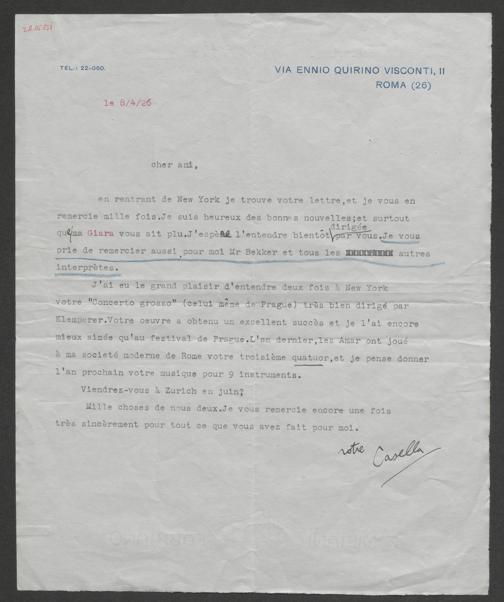 TEL.: 22-060.
VIA ENNIO QUIRINO VISCONTI, 11
ROMA (26)
le 8/4/26
cher ami,
en rentrant de New York je trouve votre lettre,et je vous en
remercie mille fois.Je suis heureux des bonnes nouvelles;et surtout
que ma Giara vous ait plu.J'espère l'entendre bientôt
dirigée
par vous.Je vous
prie de remercier aussi pour moi Mr Bekker et tous les xxxxxxxx autres
interprètes.
J'ai eu le grand plaisir d'entendre deux fois à New York
votre "Concerto grosso" (celui même de Prague) très bien dirigé par
Klemperer.Votre oeuvre a obtenu un excellent succès et je l'ai encore
mieux aimée qu'au festival de Prague.L'an dernier,les Amar ont joué
à ma societé moderne de Rome votre troisième quatuor,et je pense donner
l'an prochain votre musique pour 9 instruments.
Viendrez-vous à Zurich en juin?
Mille choses de nous deux.Je vous remercie encore une fois
très sincèrement pour tout ce que vous avez fait pour moi.
votre Casella